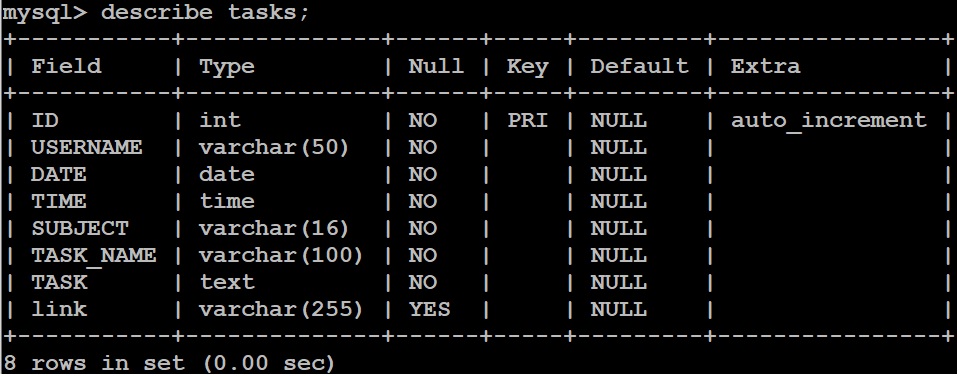 mysql> describe tasks;
+-----------+--------------+------+-----+---------+----------------+
| Field     | Type         | Null | Key | Default | Extra          |
+-----------+--------------+------+-----+---------+----------------+
| ID        | int          | NO   | PRI | NULL    | auto_increment |
| USERNAME  | varchar(50)  | NO   |     | NULL    |                |
| DATE      | date         | NO   |     | NULL    |                |
| TIME      | time         | NO   |     | NULL    |                |
| SUBJECT   | varchar(16)  | NO   |     | NULL    |                |
| TASK_NAME | varchar(100) | NO   |     | NULL    |                |
| TASK      | text         | NO   |     | NULL    |                |
| link      | varchar(255) | YES  |     | NULL    |                |
+-----------+--------------+------+-----+---------+----------------+
8 rows in set (0.00 sec)